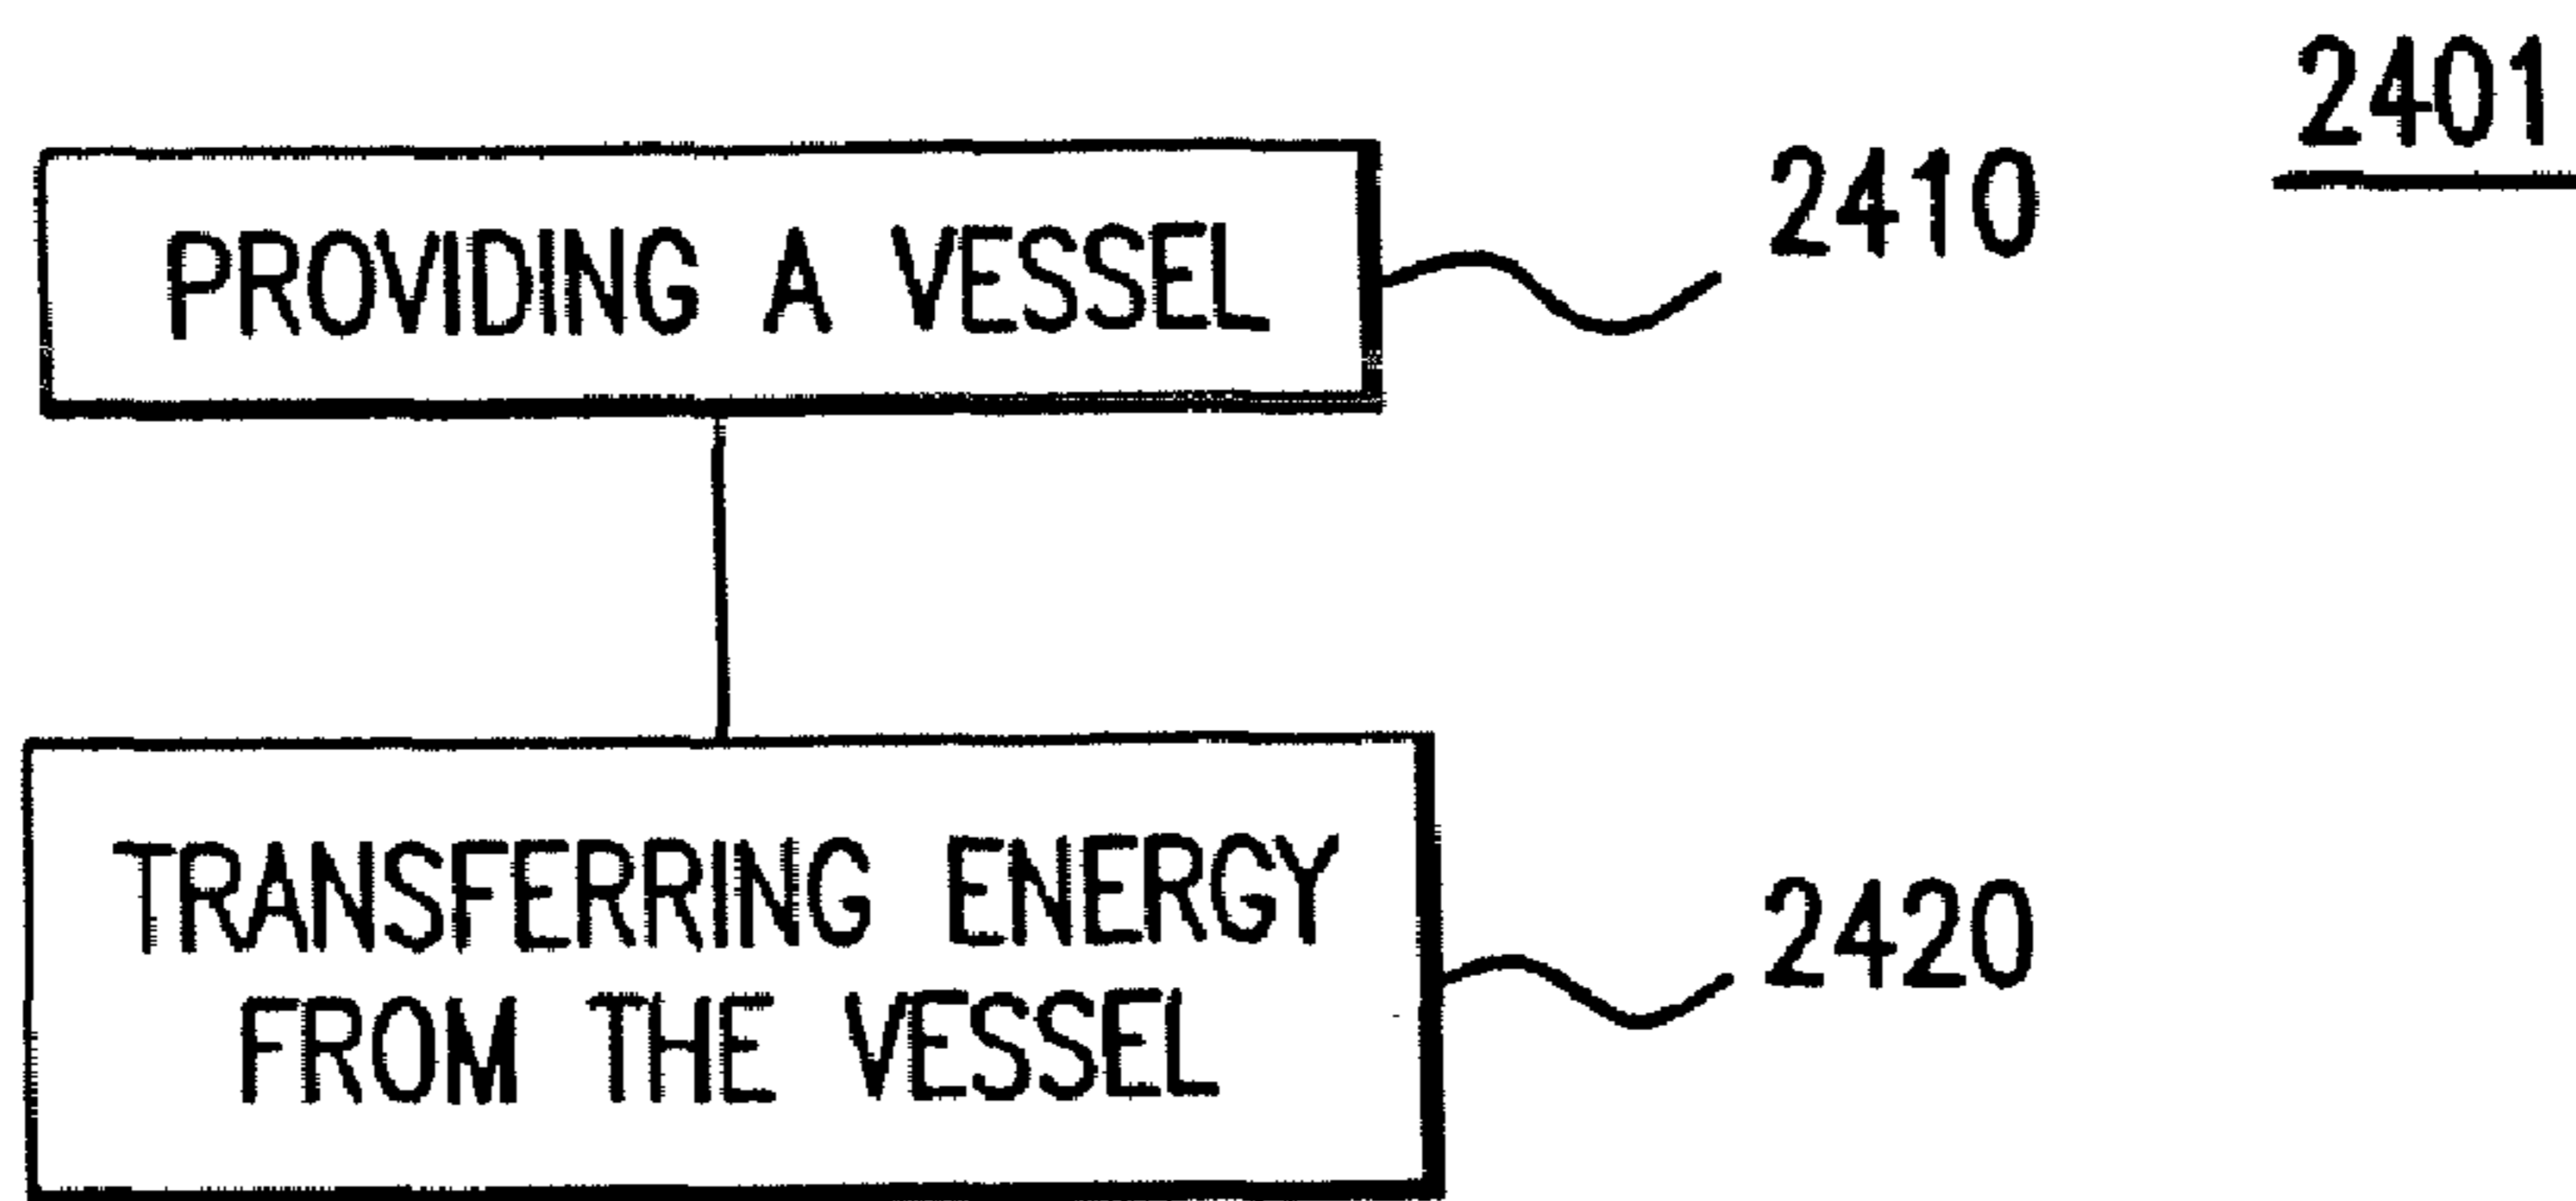 2401
PROVIDING A VESSEL
2410
TRANSFERRING ENERGY
FROM THE VESSEL
2420